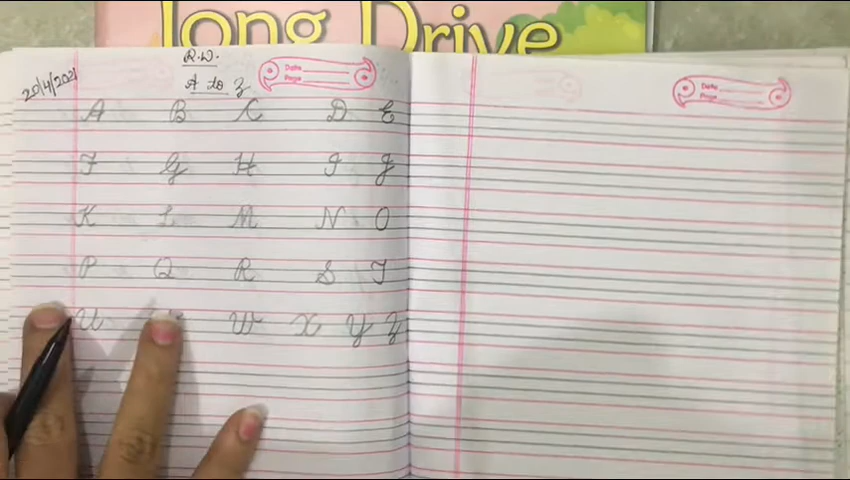 Long Drive
R.W.
20/4/2021
A to Z
Date
Page
A B C D E
F G H I J
K L M N O
P Q R S T
U W X Y Z
Date
Page